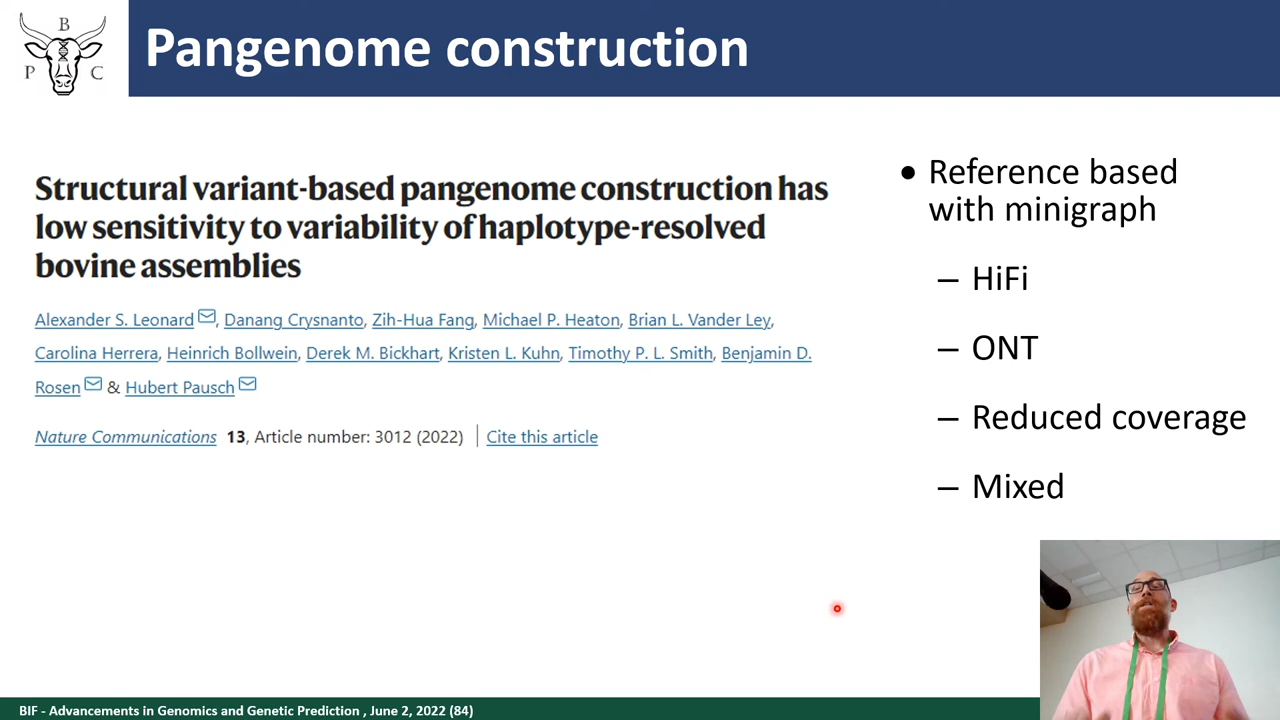 B
P C
Pangenome construction
Structural variant-based pangenome construction has
low sensitivity to variability of haplotype-resolved
bovine assemblies
Alexander S. Leonard, Danang Crysnanto, Zih-Hua Fang, Michael P. Heaton, Brian L. Vander Ley,
Carolina Herrera, Heinrich Bollwein, Derek M. Bickhart, Kristen L. Kuhn, Timothy P. L. Smith, Benjamin D.
Rosen & Hubert Pausch
Nature Communications 13, Article number: 3012 (2022) | Cite this article
• Reference based
with minigraph
– HiFi
– ONT
– Reduced coverage
– Mixed
BIF - Advancements in Genomics and Genetic Prediction , June 2, 2022 (84)